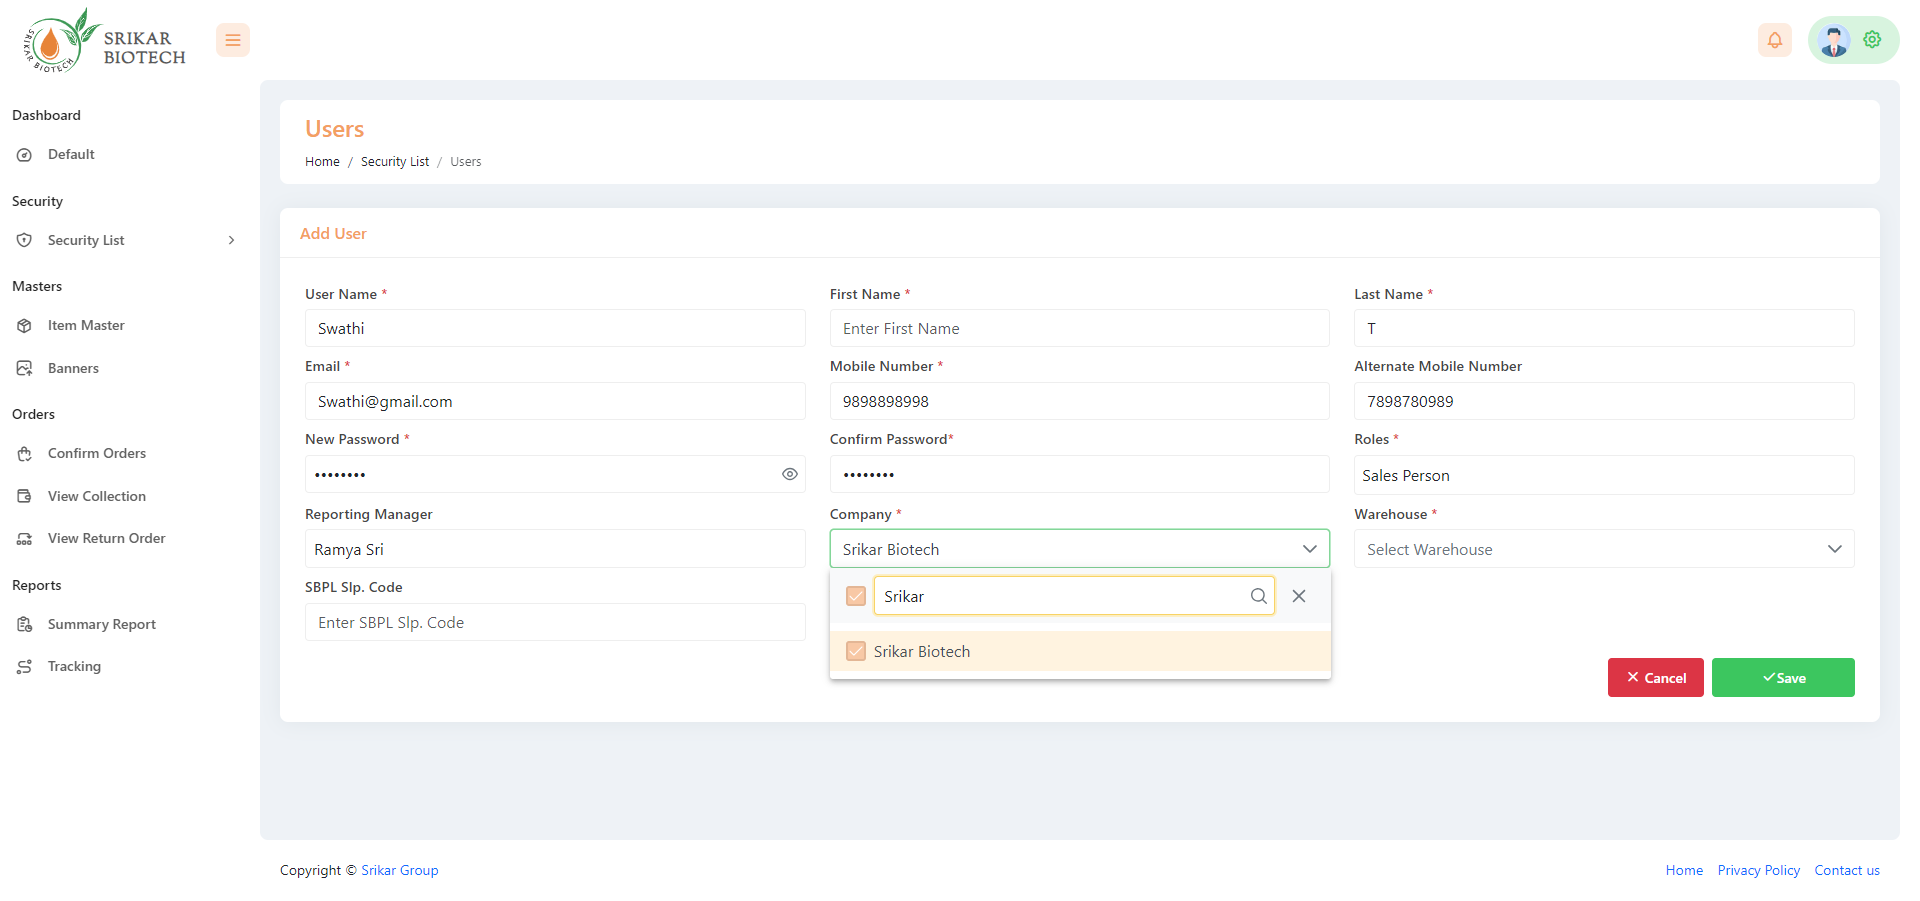 SRIKAR BIOTECH
SRIKAR
BIOTECH
Dashboard
Default
Security
Security List
Masters
Item Master
Banners
Orders
Confirm Orders
View Collection
View Return Order
Reports
Summary Report
Tracking
Users
Home / Security List / Users
Add User
User Name * First Name * Last Name *
Swathi Enter First Name T
Email * Mobile Number * Alternate Mobile Number
Swathi@gmail.com 9898898998 7898780989
New Password * Confirm Password* Roles *
•••••••• •••••••• Sales Person
Reporting Manager Company * Warehouse *
Ramya Sri Srikar Biotech Select Warehouse
SBPL Slp. Code
Srikar
Enter SBPL Slp. Code
Srikar Biotech
Cancel Save
Copyright © Srikar Group
Home Privacy Policy Contact us